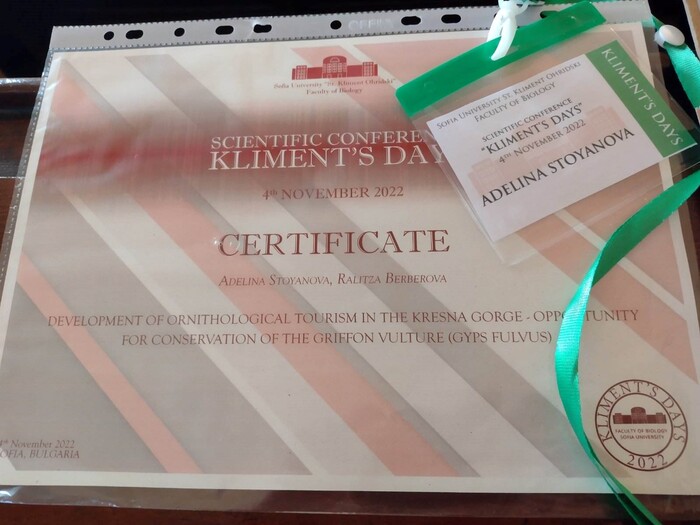 Sofia University "St. Kliment Ohridski"
Faculty of Biology
SCIENTIFIC CONFEREN
KLIMENT'S DAY
4th NOVEMBER 2022
CERTIFICATE
ADELINA STOYANOVA, RALITZA BERBEROVA
DEVELOPMENT OF ORNITHOLOGICAL TOURISM IN THE KRESNA GORGE - OPPORTUNITY
FOR CONSERVATION OF THE GRIFFON VULTURE (GYPS FULVUS)
4th November 2022
SOFIA, BULGARIA
KLIMENT'S DAYS
FACULTY OF BIOLOGY
SOFIA UNIVERSITY
2022
SOFIA UNIVERSITY ST. KLIMENT OHRIDSKI
FACULTY OF BIOLOGY
SCIENTIFIC CONFERENCE
"KLIMENT'S DAYS"
4TH NOVEMBER 2022
ADELINA STOYANOVA
KLIMENT'S DAYS